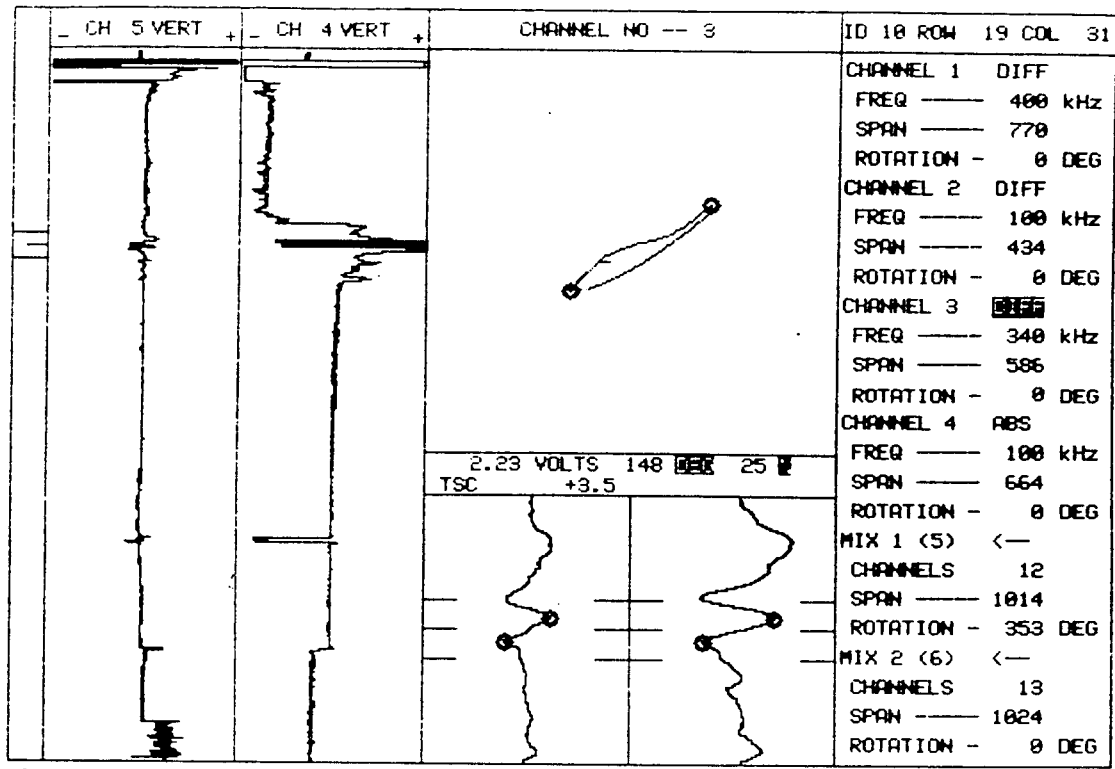 _ CH 5 VERT +
_ CH 4 VERT +
CHANNEL NO -- 3
ID 10 ROW 19 COL 31
CHANNEL 1 DIFF
FREQ ----- 400 kHz
SPAN ----- 770
ROTATION - 0 DEG
CHANNEL 2 DIFF
FREQ ----- 100 kHz
SPAN ----- 434
ROTATION - 0 DEG
CHANNEL 3 DIFF
FREQ ----- 340 kHz
SPAN ----- 586
ROTATION - 0 DEG
CHANNEL 4 ABS
FREQ ----- 100 kHz
SPAN ----- 664
ROTATION - 0 DEG
MIX 1 (5) <--
CHANNELS 12
SPAN ----- 1014
ROTATION - 353 DEG
MIX 2 (6) <--
CHANNELS 13
SPAN ----- 1024
ROTATION - 0 DEG
2.23 VOLTS 148 DEG 25
TSC +3.5